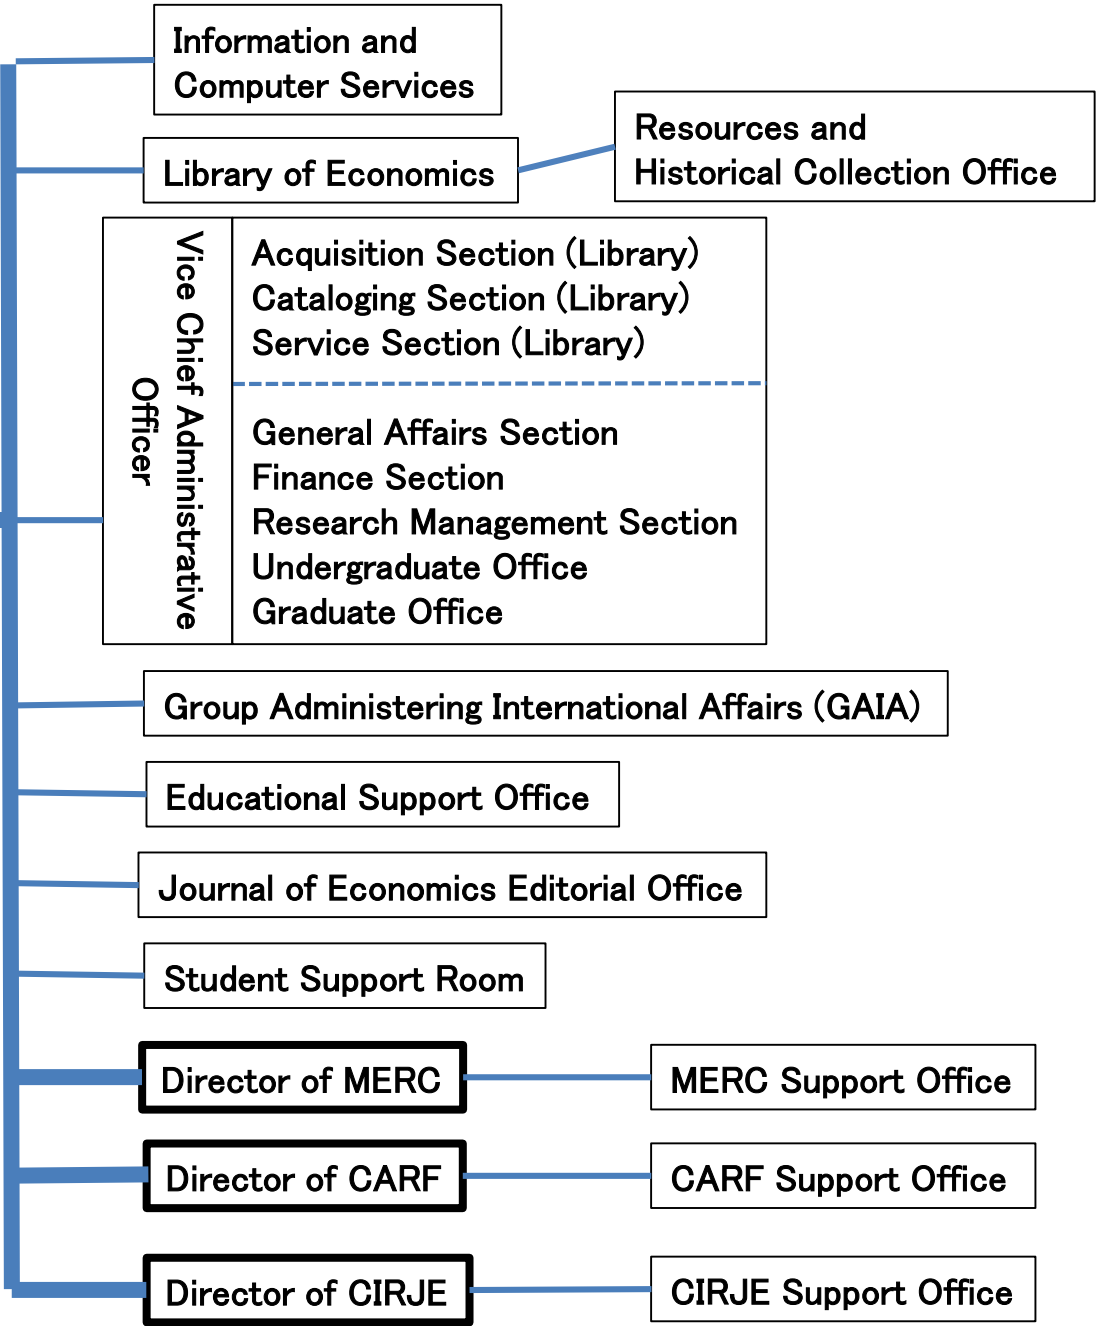 Information and
Computer Services
Resources and
Historical Collection Office
Library of Economics
Vice Chief Administrative
Officer
Acquisition Section (Library)
Cataloging Section (Library)
Service Section (Library)
General Affairs Section
Finance Section
Research Management Section
Undergraduate Office
Graduate Office
Group Administering International Affairs (GAIA)
Educational Support Office
Journal of Economics Editorial Office
Student Support Room
Director of MERC
MERC Support Office
Director of CARF
CARF Support Office
Director of CIRJE
CIRJE Support Office